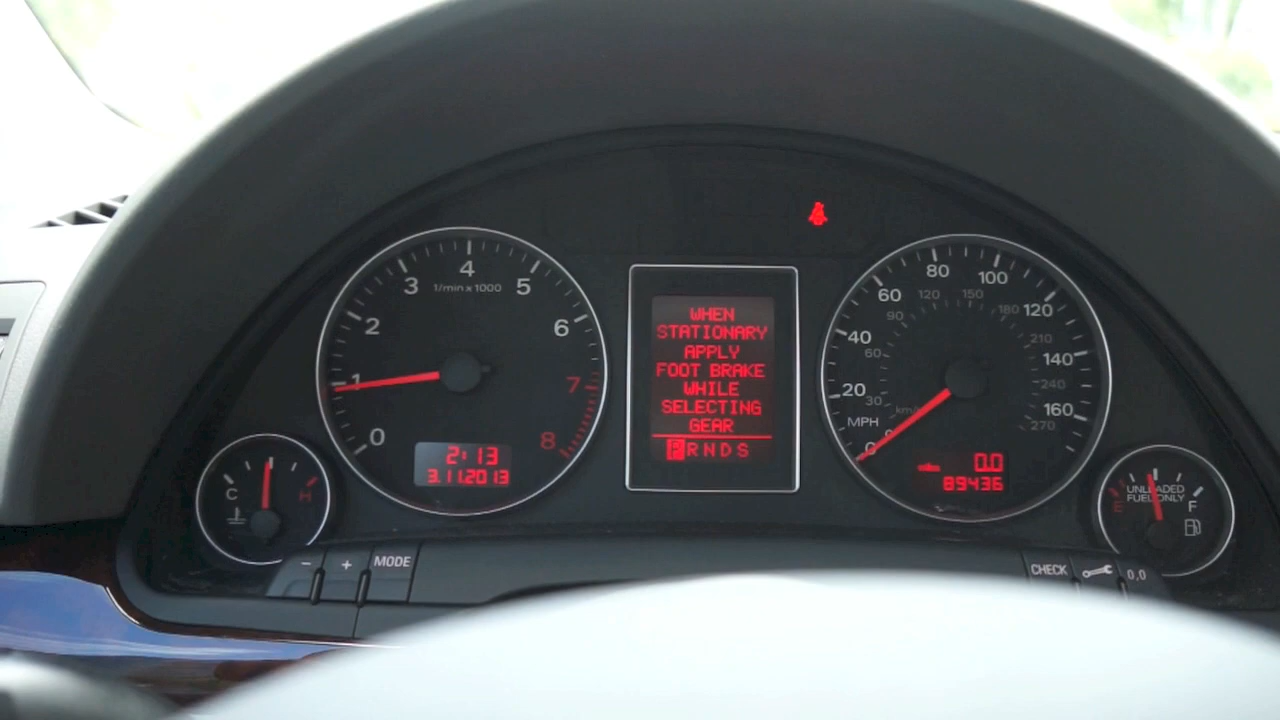 0
1
2
3
4
5
6
7
8
1/min x 1000
2:13
3.11.2013
C
H
- + MODE
WHEN
STATIONARY
APPLY
FOOT BRAKE
WHILE
SELECTING
GEAR
PRNDS
0
20
40
60
80
100
120
140
160
MPH
km/h
30
60
90
120
150
180
210
240
270
0.0
89436
UNLEADED
FUEL ONLY
E
F
CHECK
0,0